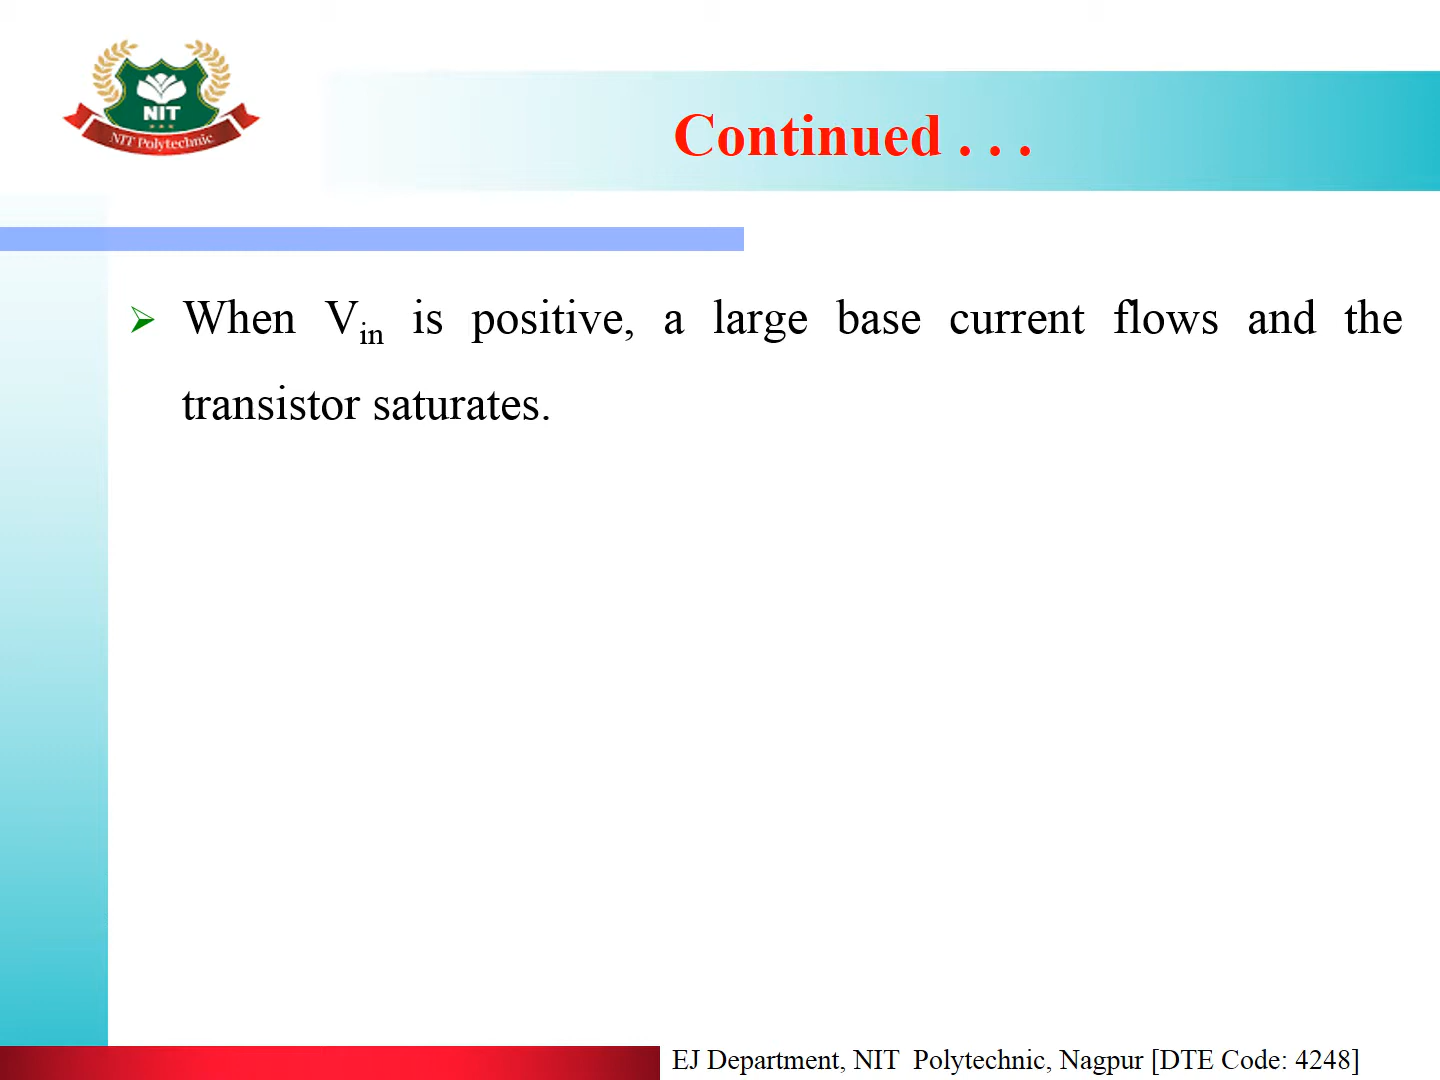 NIT
NIT Polytechnic
Continued . . .
When Vin is positive, a large base current flows and the
transistor saturates.
EJ Department, NIT Polytechnic, Nagpur [DTE Code: 4248]